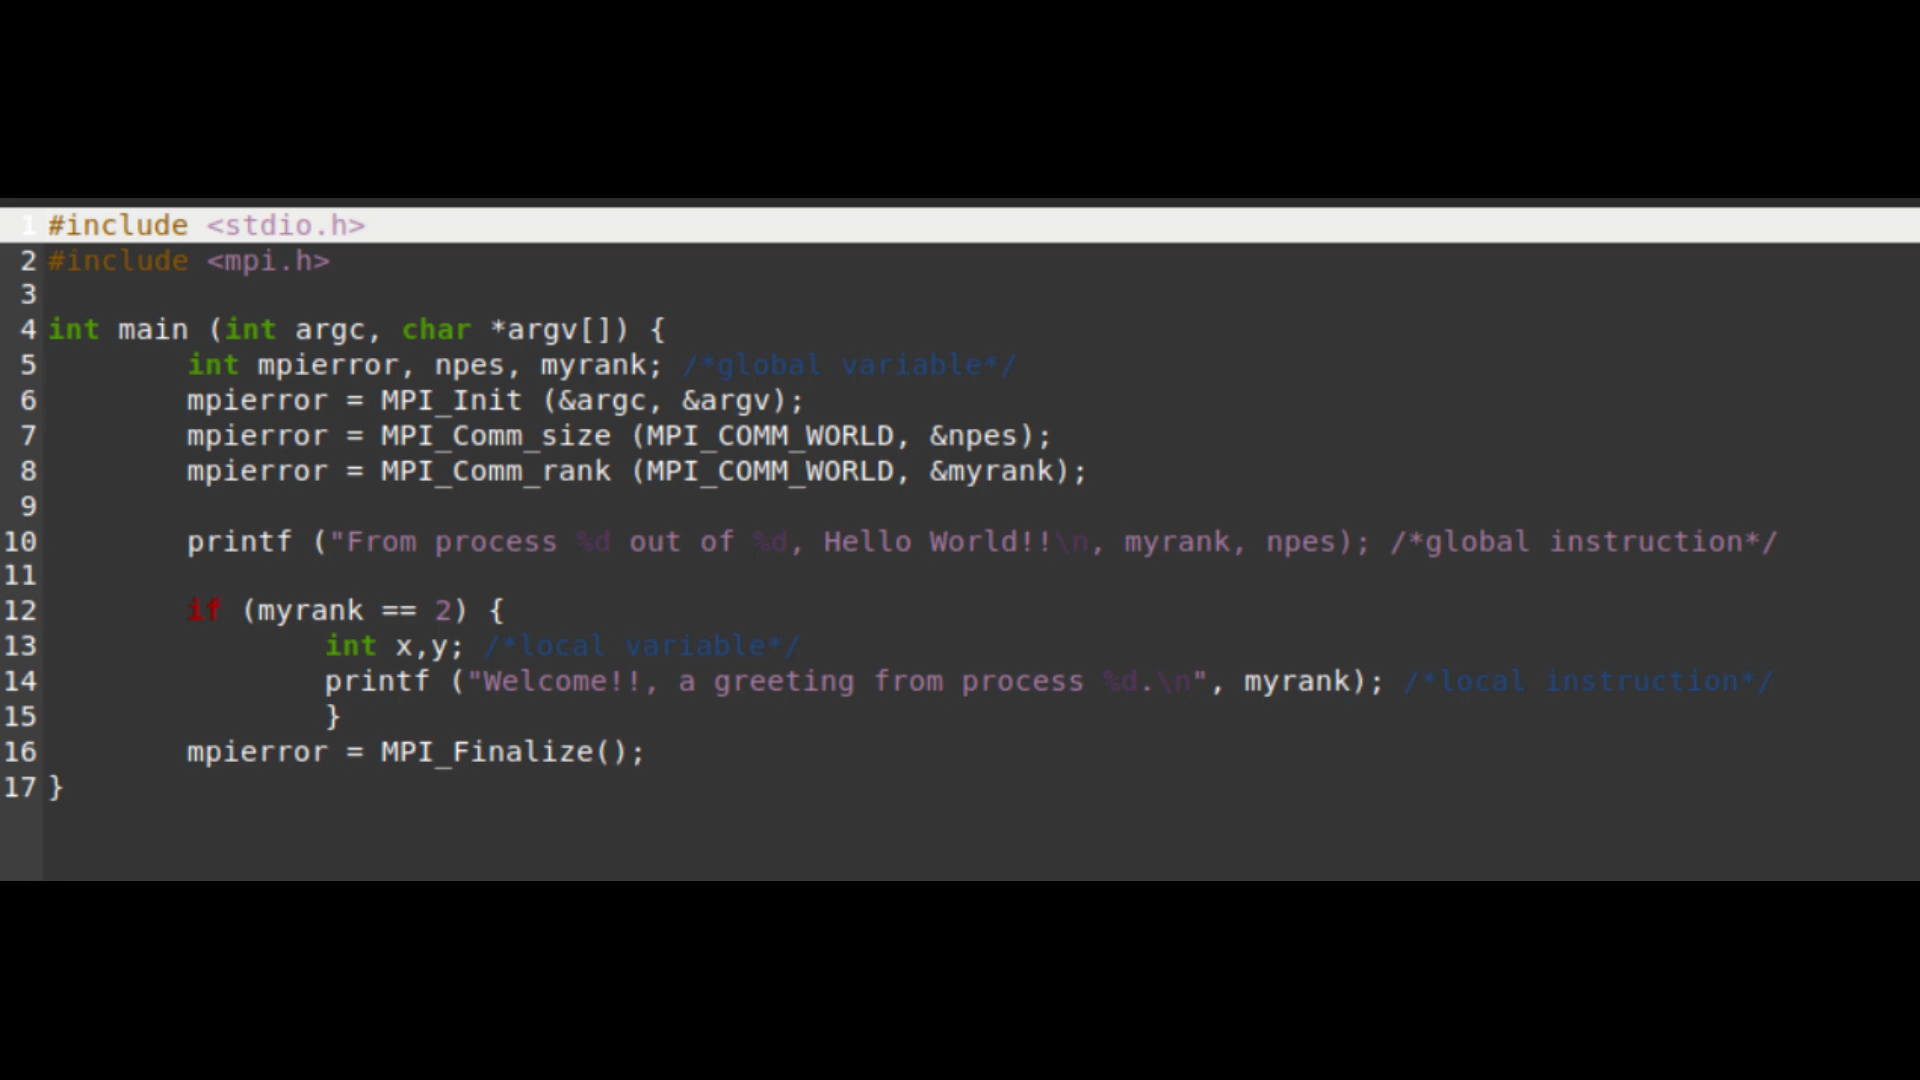 1 #include <stdio.h>
2 #include <mpi.h>
3
4 int main (int argc, char *argv[]) {
5 int mpierror, npes, myrank; /*global variable*/
6 mpierror = MPI_Init (&argc, &argv);
7 mpierror = MPI_Comm_size (MPI_COMM_WORLD, &npes);
8 mpierror = MPI_Comm_rank (MPI_COMM_WORLD, &myrank);
9
10 printf ("From process %d out of %d, Hello World!!\n, myrank, npes); /*global instruction*/
11
12 if (myrank == 2) {
13 int x,y; /*local variable*/
14 printf ("Welcome!!, a greeting from process %d.\n", myrank); /*local instruction*/
15 }
16 mpierror = MPI_Finalize();
17 }